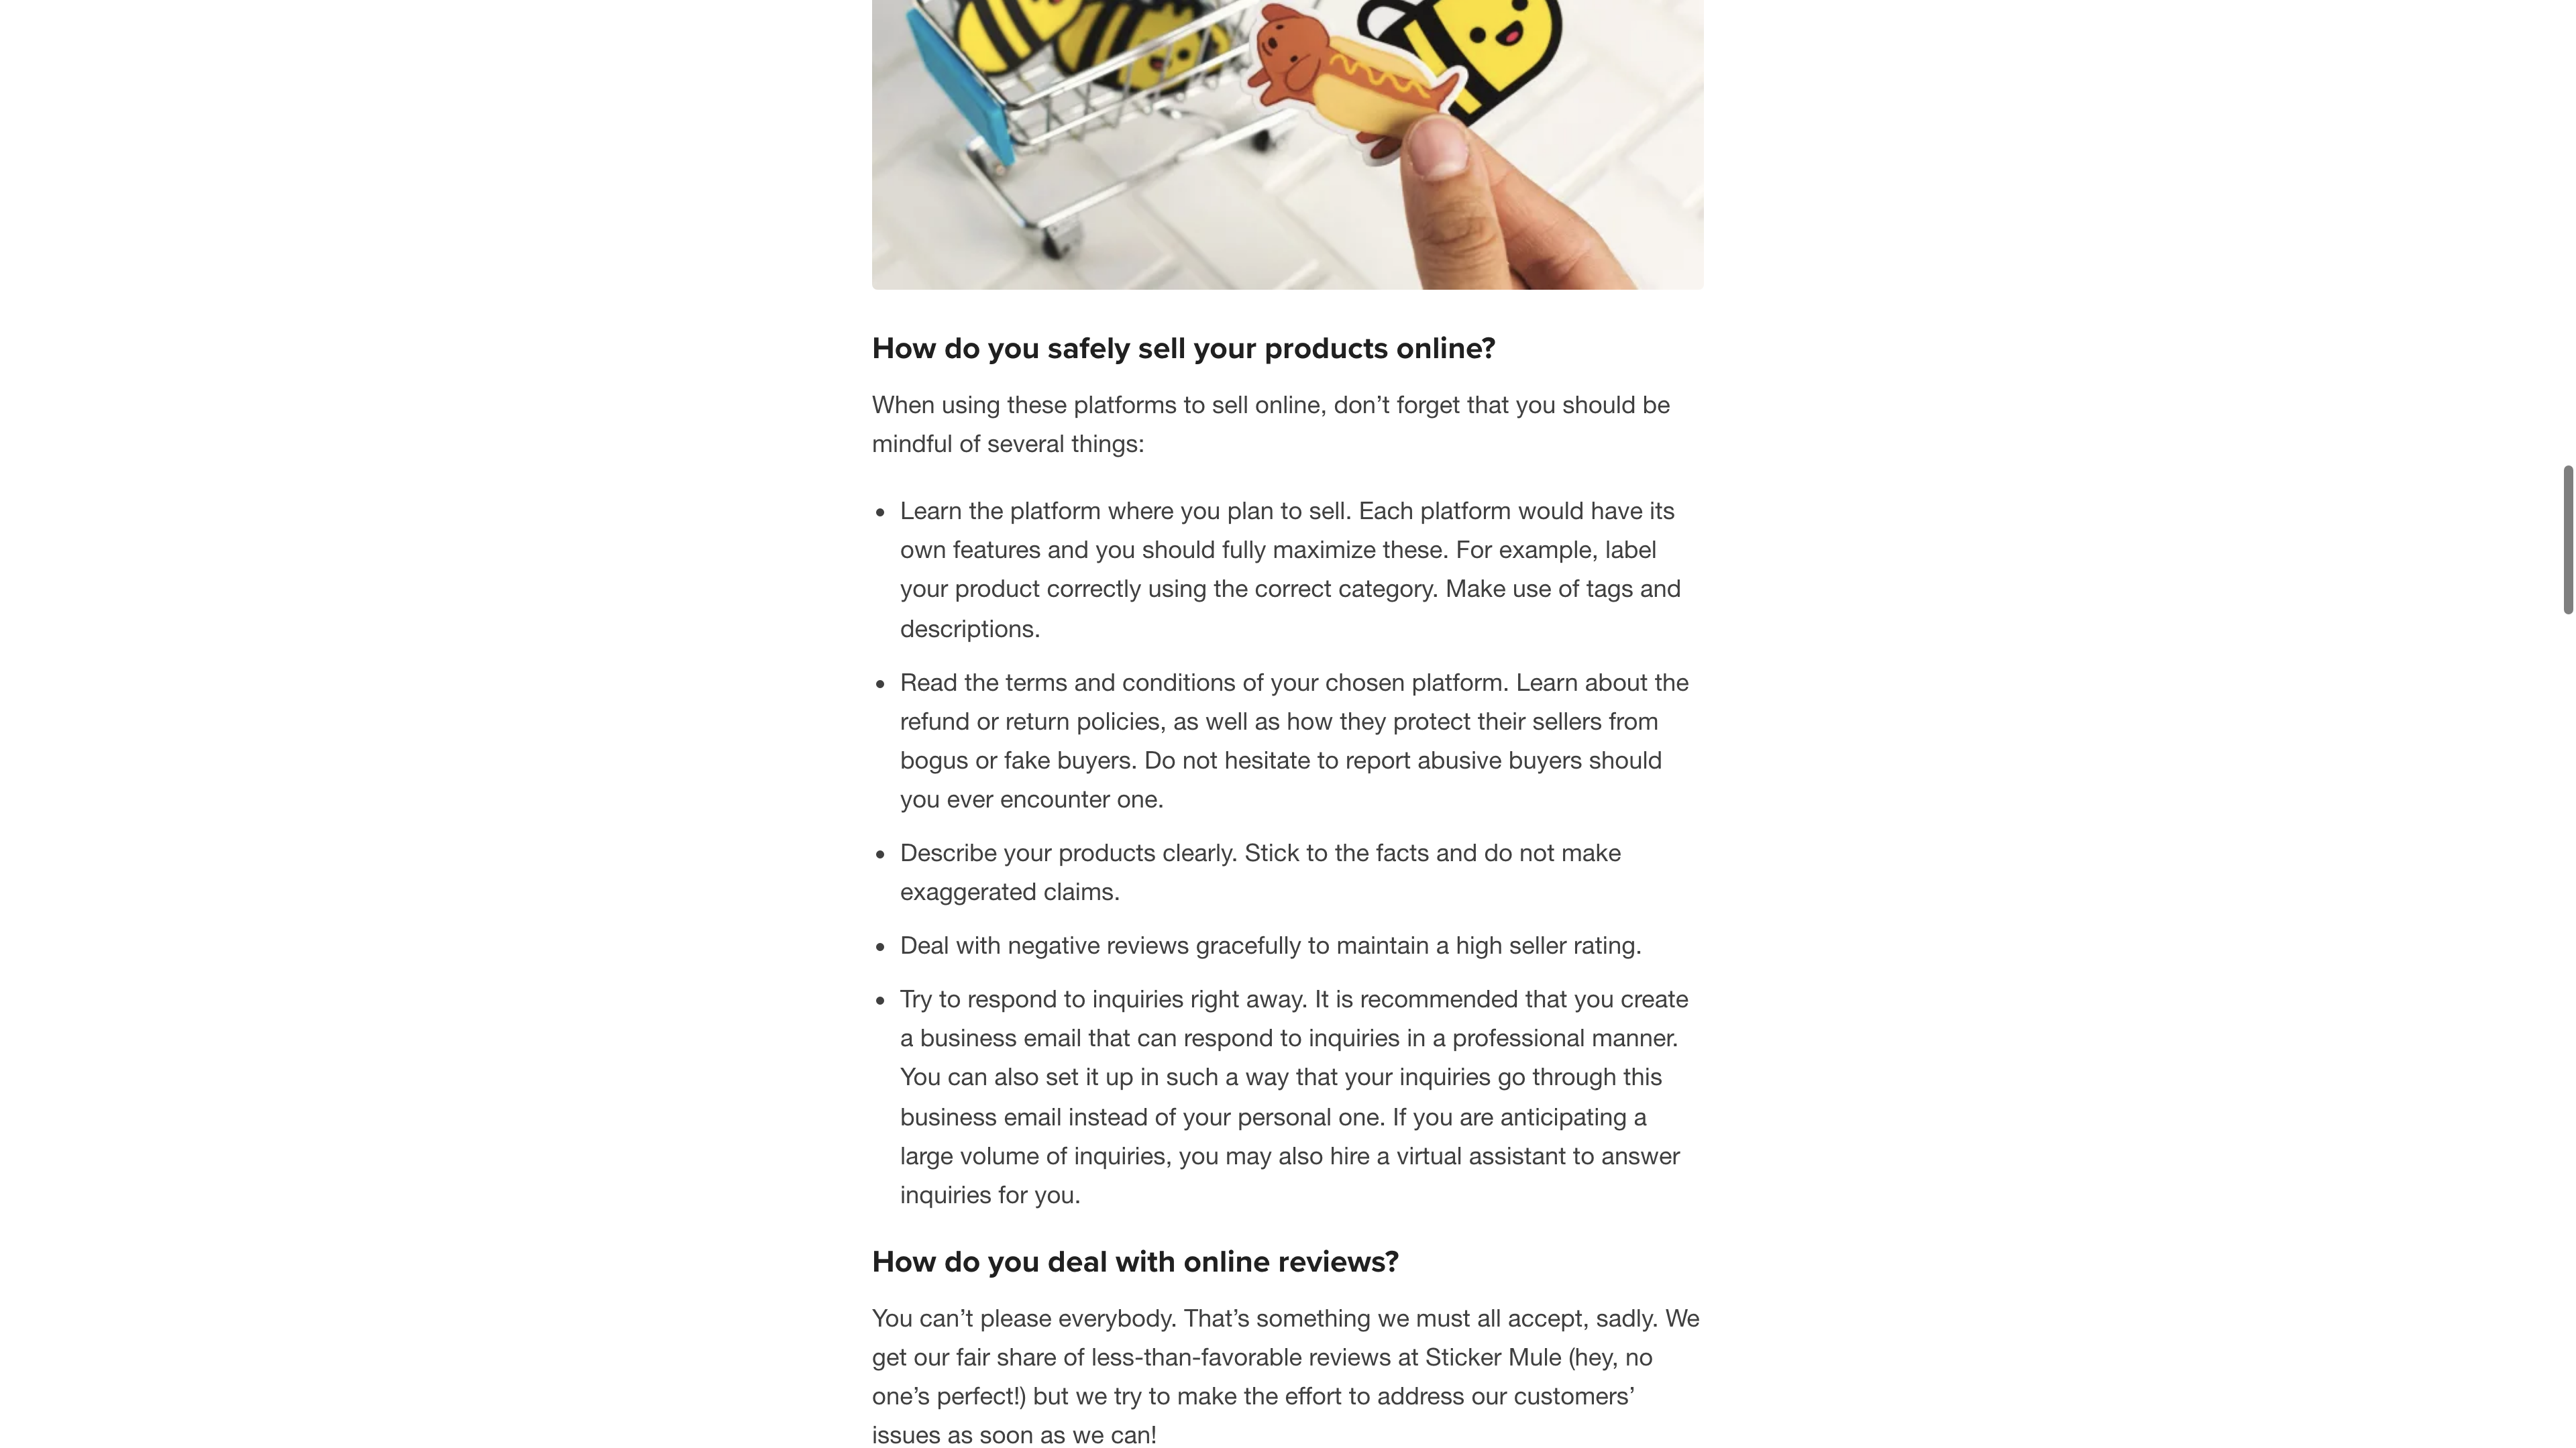 How do you safely sell your products online?
When using these platforms to sell online, don’t forget that you should be
mindful of several things:
• Learn the platform where you plan to sell. Each platform would have its
own features and you should fully maximize these. For example, label
your product correctly using the correct category. Make use of tags and
descriptions.
• Read the terms and conditions of your chosen platform. Learn about the
refund or return policies, as well as how they protect their sellers from
bogus or fake buyers. Do not hesitate to report abusive buyers should
you ever encounter one.
• Describe your products clearly. Stick to the facts and do not make
exaggerated claims.
• Deal with negative reviews gracefully to maintain a high seller rating.
• Try to respond to inquiries right away. It is recommended that you create
a business email that can respond to inquiries in a professional manner.
You can also set it up in such a way that your inquiries go through this
business email instead of your personal one. If you are anticipating a
large volume of inquiries, you may also hire a virtual assistant to answer
inquiries for you.
How do you deal with online reviews?
You can’t please everybody. That’s something we must all accept, sadly. We
get our fair share of less-than-favorable reviews at Sticker Mule (hey, no
one’s perfect!) but we try to make the effort to address our customers’
issues as soon as we can!